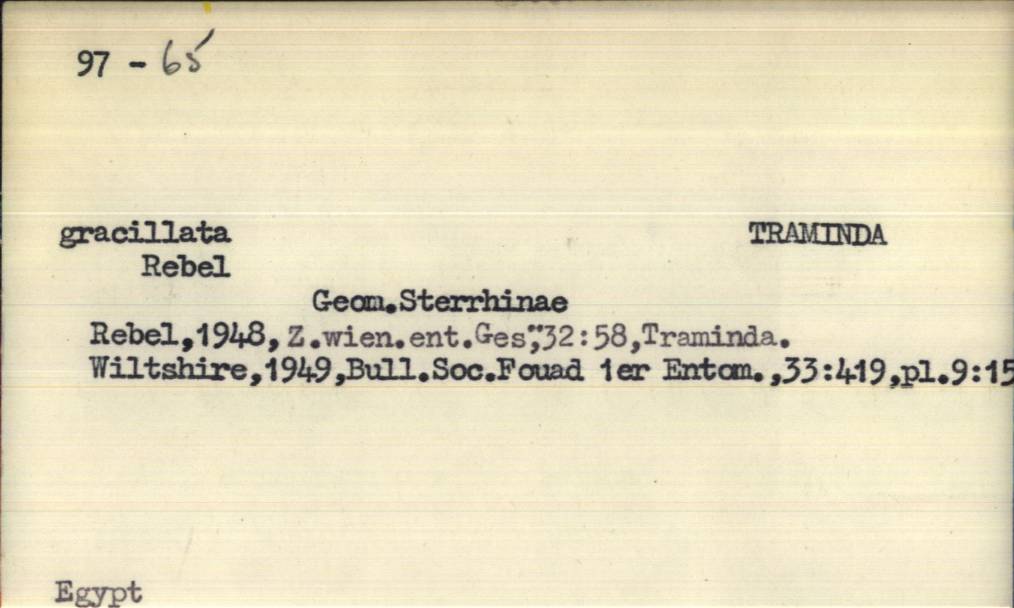 97 - 65
gracillata TRAMINDA
Rebel
Geom.Sterrhinae
Rebel,1948, Z.wien.ent.Ges",32:58,Traminda.
Wiltshire,1949,Bull.Soc.Fouad 1er Entom.,33:419,pl.9:15
Egypt